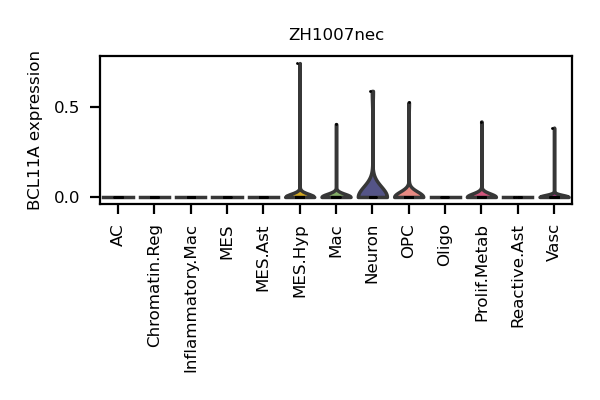 ZH1007nec
BCL11A expression
0.5
0.0
AC
Chromatin.Reg
Inflammatory.Mac
MES
MES.Ast
MES.Hyp
Mac
Neuron
OPC
Oligo
Prolif.Metab
Reactive.Ast
Vasc